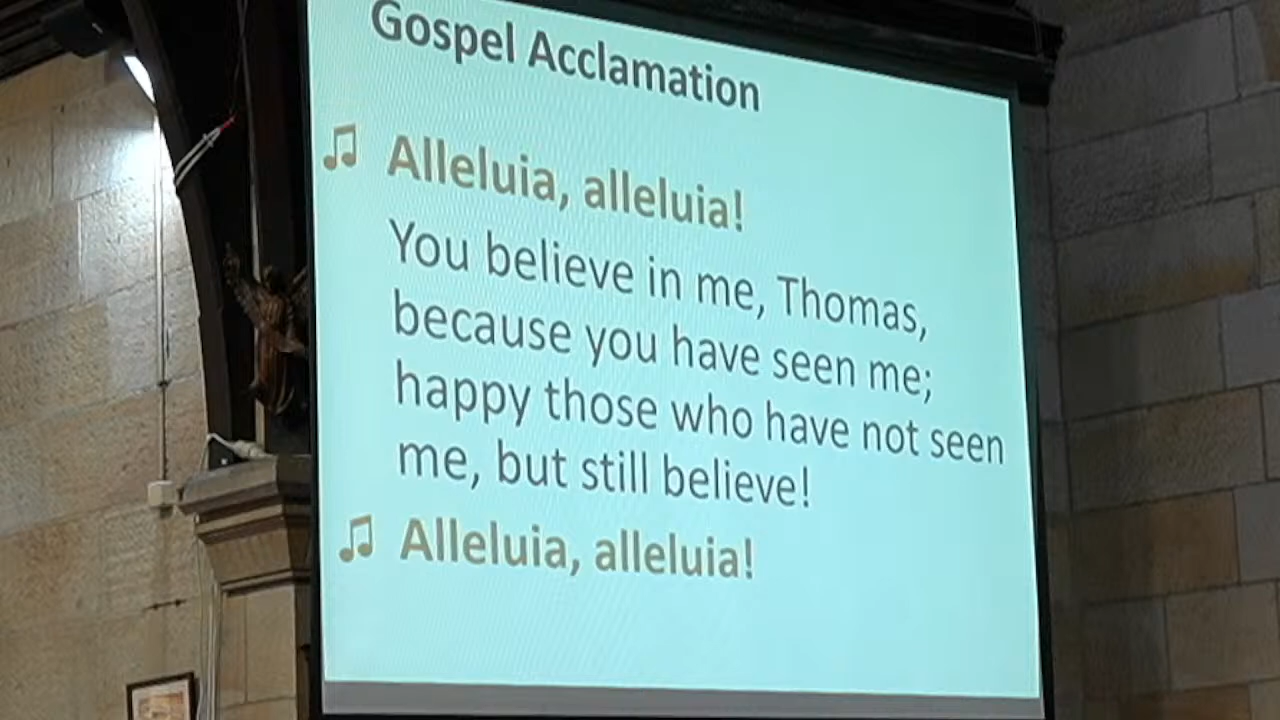 Gospel Acclamation
♫ Alleluia, alleluia!
You believe in me, Thomas,
because you have seen me;
happy those who have not seen
me, but still believe!
♫ Alleluia, alleluia!